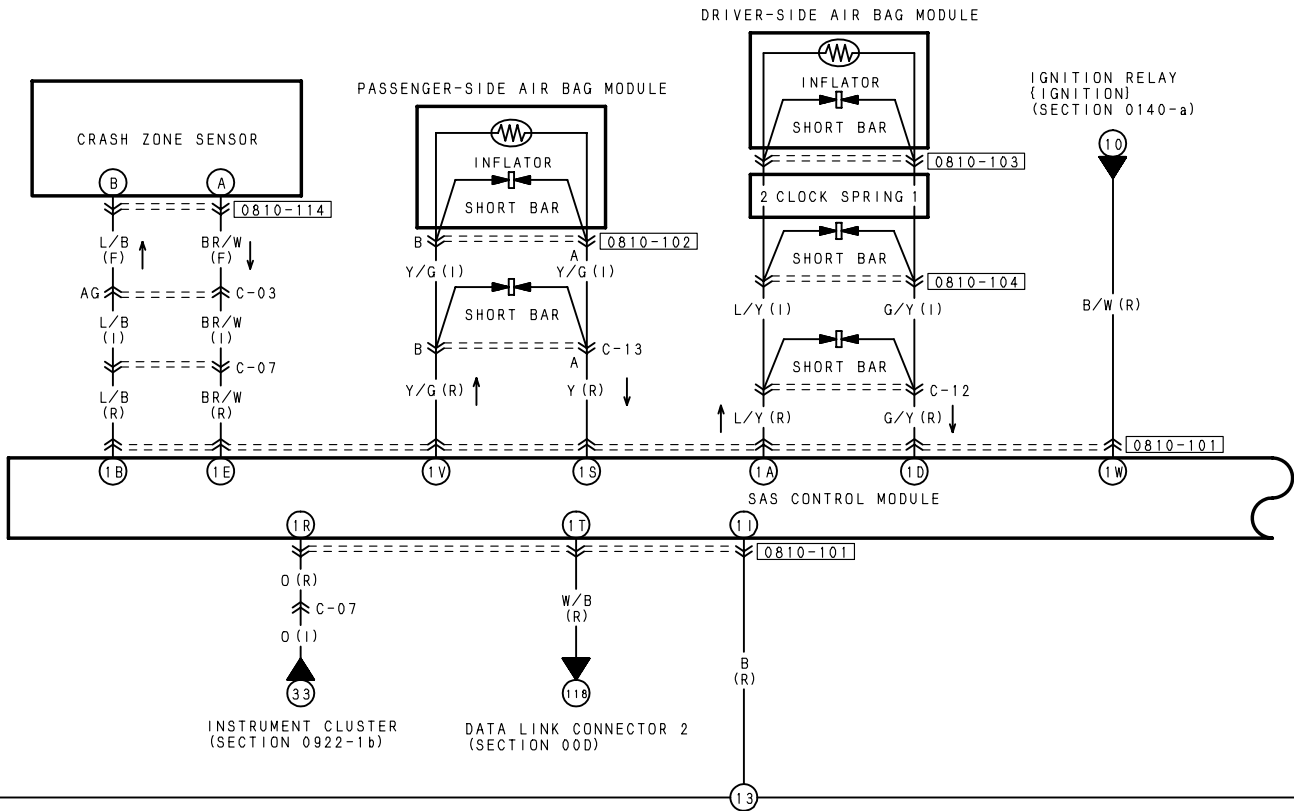 DRIVER-SIDE AIR BAG MODULE
INFLATOR
SHORT BAR
0810-103
2 CLOCK SPRING 1
SHORT BAR
0810-104
L/Y (I)
G/Y (I)
SHORT BAR
C-12
L/Y (R)
G/Y (R)
PASSENGER-SIDE AIR BAG MODULE
INFLATOR
SHORT BAR
B
0810-102
A
Y/G (I)
Y/G (I)
SHORT BAR
B
C-13
A
Y/G (R)
Y (R)
CRASH ZONE SENSOR
B
A
0810-114
L/B
(F)
BR/W
(F)
AG
C-03
L/B
(I)
BR/W
(I)
C-07
L/B
(R)
BR/W
(R)
IGNITION RELAY
(IGNITION)
(SECTION 0140-a)
10
B/W (R)
0810-101
1B
1E
1V
1S
1A
1D
1W
SAS CONTROL MODULE
1R
1T
1I
0810-101
O (R)
C-07
O (I)
33
INSTRUMENT CLUSTER
(SECTION 0922-1b)
W/B
(R)
118
DATA LINK CONNECTOR 2
(SECTION 00D)
B
(R)
13